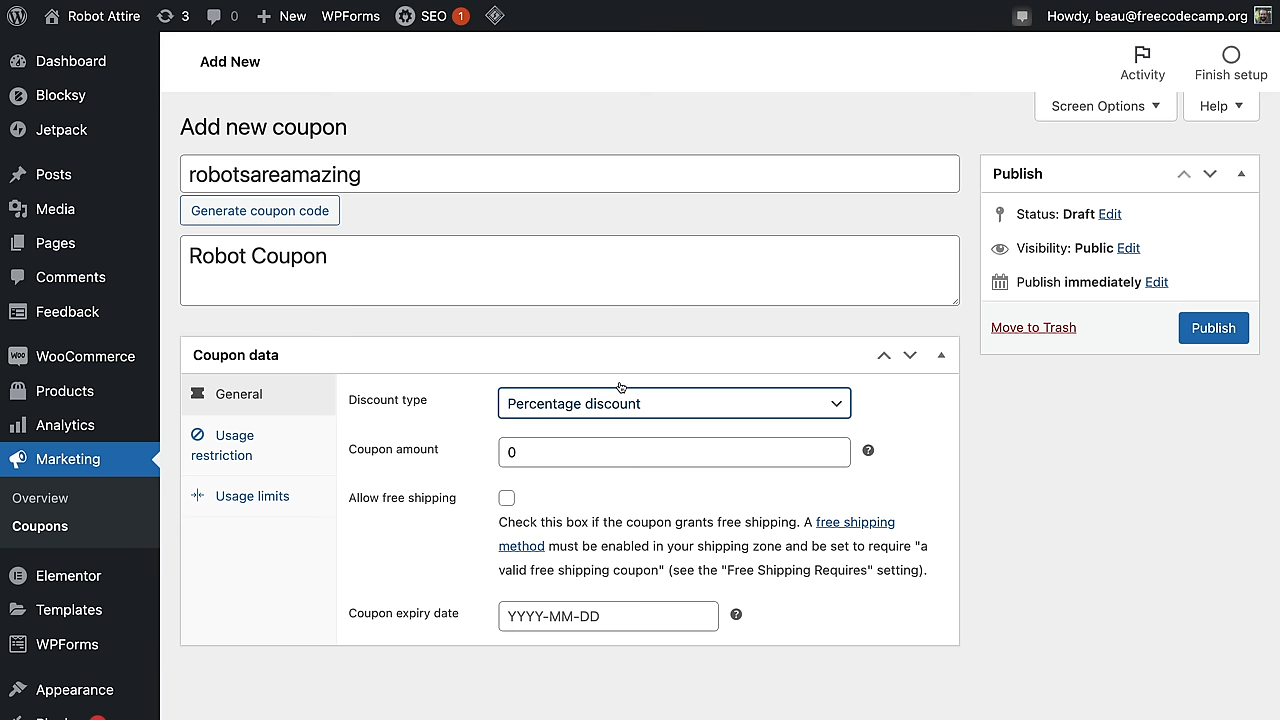 Robot Attire
3
0
New
WPForms
SEO
1
Howdy, beau@freecodecamp.org
Dashboard
Blocksy
Jetpack
Posts
Media
Pages
Comments
Feedback
Woo
WooCommerce
Products
Analytics
Marketing
Overview
Coupons
Elementor
Templates
WPForms
Appearance
Add New
Activity
Finish setup
Screen Options
Help
Add new coupon
robotsareamazing
Generate coupon code
Robot Coupon
Coupon data
General
Usage
restriction
Usage limits
Discount type
Percentage discount
Coupon amount
0
Allow free shipping
Check this box if the coupon grants free shipping. A free shipping
method must be enabled in your shipping zone and be set to require "a
valid free shipping coupon" (see the "Free Shipping Requires" setting).
Coupon expiry date
YYYY-MM-DD
Publish
Status: Draft Edit
Visibility: Public Edit
Publish immediately Edit
Move to Trash
Publish